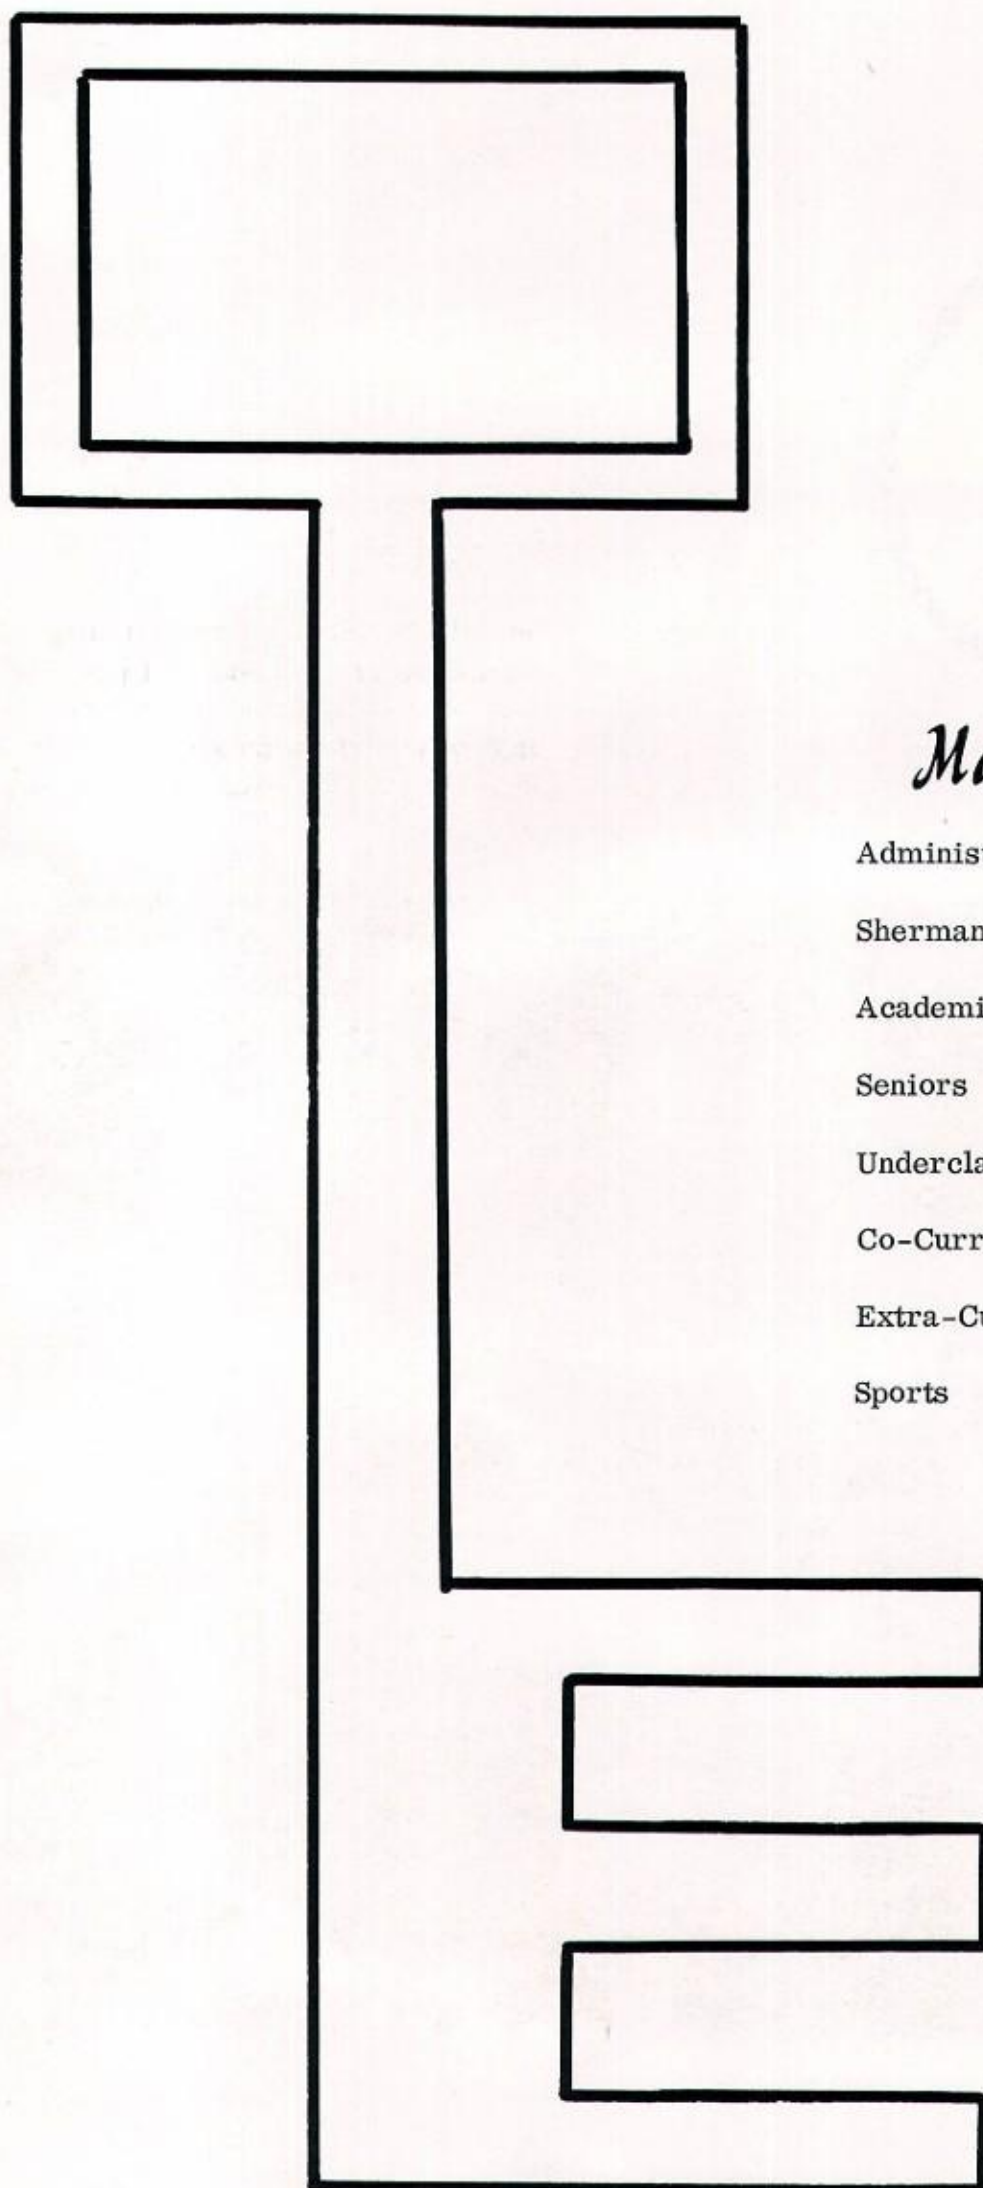 Ma
Adminis
Sherman
Academi
Seniors
Undercla
Co-Curr
Extra-Cu
Sports